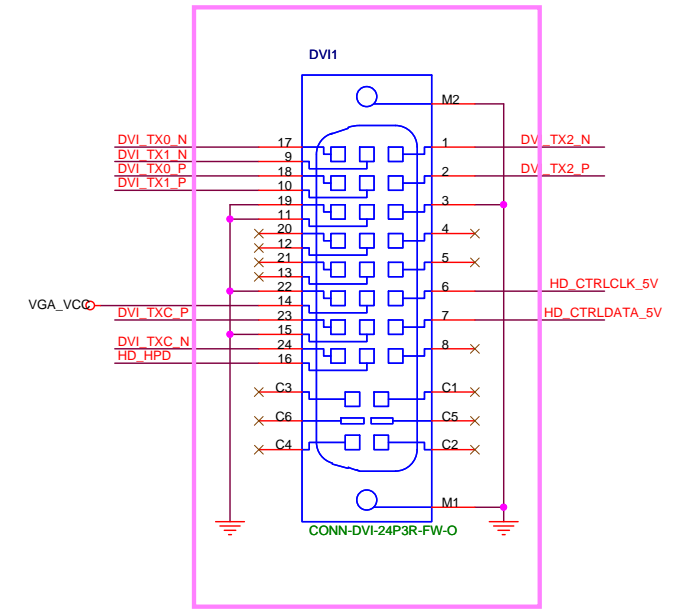 DVI1
M2
DVI_TX0_N 17 1 DVI_TX2_N
DVI_TX1_N 9
DVI_TX0_P 18 2 DVI_TX2_P
DVI_TX1_P 10
19 3
11
20 4
12
21 5
13
22 6 HD_CTRLCLK_5V
VGA_VCC 14
DVI_TXC_P 23 7 HD_CTRLDATA_5V
15
DVI_TXC_N 24 8
HD_HPD 16
C3 C1
C6 C5
C4 C2
M1
CONN-DVI-24P3R-FW-O